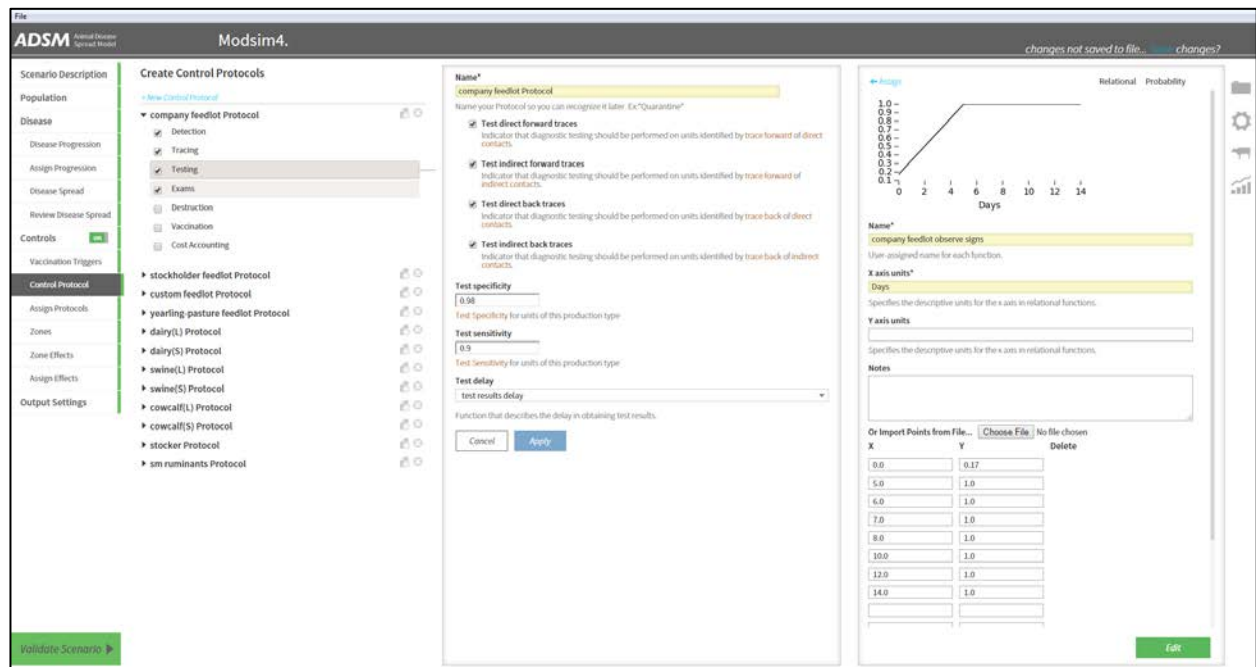 File
ADSM Animal Disease
Spread Model
Modsim4.
changes not saved to file... changes?
Scenario Description
Population
Disease
Disease Progression
Assign Progression
Disease Spread
Review Disease Spread
Controls ON
Vaccination Triggers
Control Protocol
Assign Protocols
Zones
Zone Effects
Assign Effects
Output Settings
Validate Scenario
Create Control Protocols
+ New Control Protocol
company feedlot Protocol
Detection
Tracing
Testing
Exams
Destruction
Vaccination
Cost Accounting
stockholder feedlot Protocol
custom feedlot Protocol
yearling-pasture feedlot Protocol
dairy(L) Protocol
dairy(S) Protocol
swine(L) Protocol
swine(S) Protocol
cowcalf(L) Protocol
cowcalf(S) Protocol
stocker Protocol
sm ruminants Protocol
Name*
company feedlot Protocol
Name your Protocol so you can recognize it later. Ex:"Quarantine"
Test direct forward traces
Indicator that diagnostic testing should be performed on units identified by trace forward of direct
contacts.
Test indirect forward traces
Indicator that diagnostic testing should be performed on units identified by trace forward of
indirect contacts.
Test direct back traces
Indicator that diagnostic testing should be performed on units identified by trace back of direct
contacts.
Test indirect back traces
Indicator that diagnostic testing should be performed on units identified by trace back of indirect
contacts.
Test specificity
0.98
Test Specificity for units of this production type
Test sensitivity
0.9
Test Sensitivity for units of this production type
Test delay
test results delay
Function that describes the delay in obtaining test results.
Cancel Apply
Assign Relational Probability
1.0
0.9
0.8
0.7
0.6
0.5
0.4
0.3
0.2
0.1
0 2 4 6 8 10 12 14
Days
Name*
company feedlot observe signs
User-assigned name for each function.
X axis units*
Days
Specifies the descriptive units for the x axis in relational functions.
Y axis units
Specifies the descriptive units for the x axis in relational functions.
Notes
Or Import Points from File... Choose File No file chosen
X Y Delete
0.0 0.17
5.0 1.0
6.0 1.0
7.0 1.0
8.0 1.0
10.0 1.0
12.0 1.0
14.0 1.0
Edit